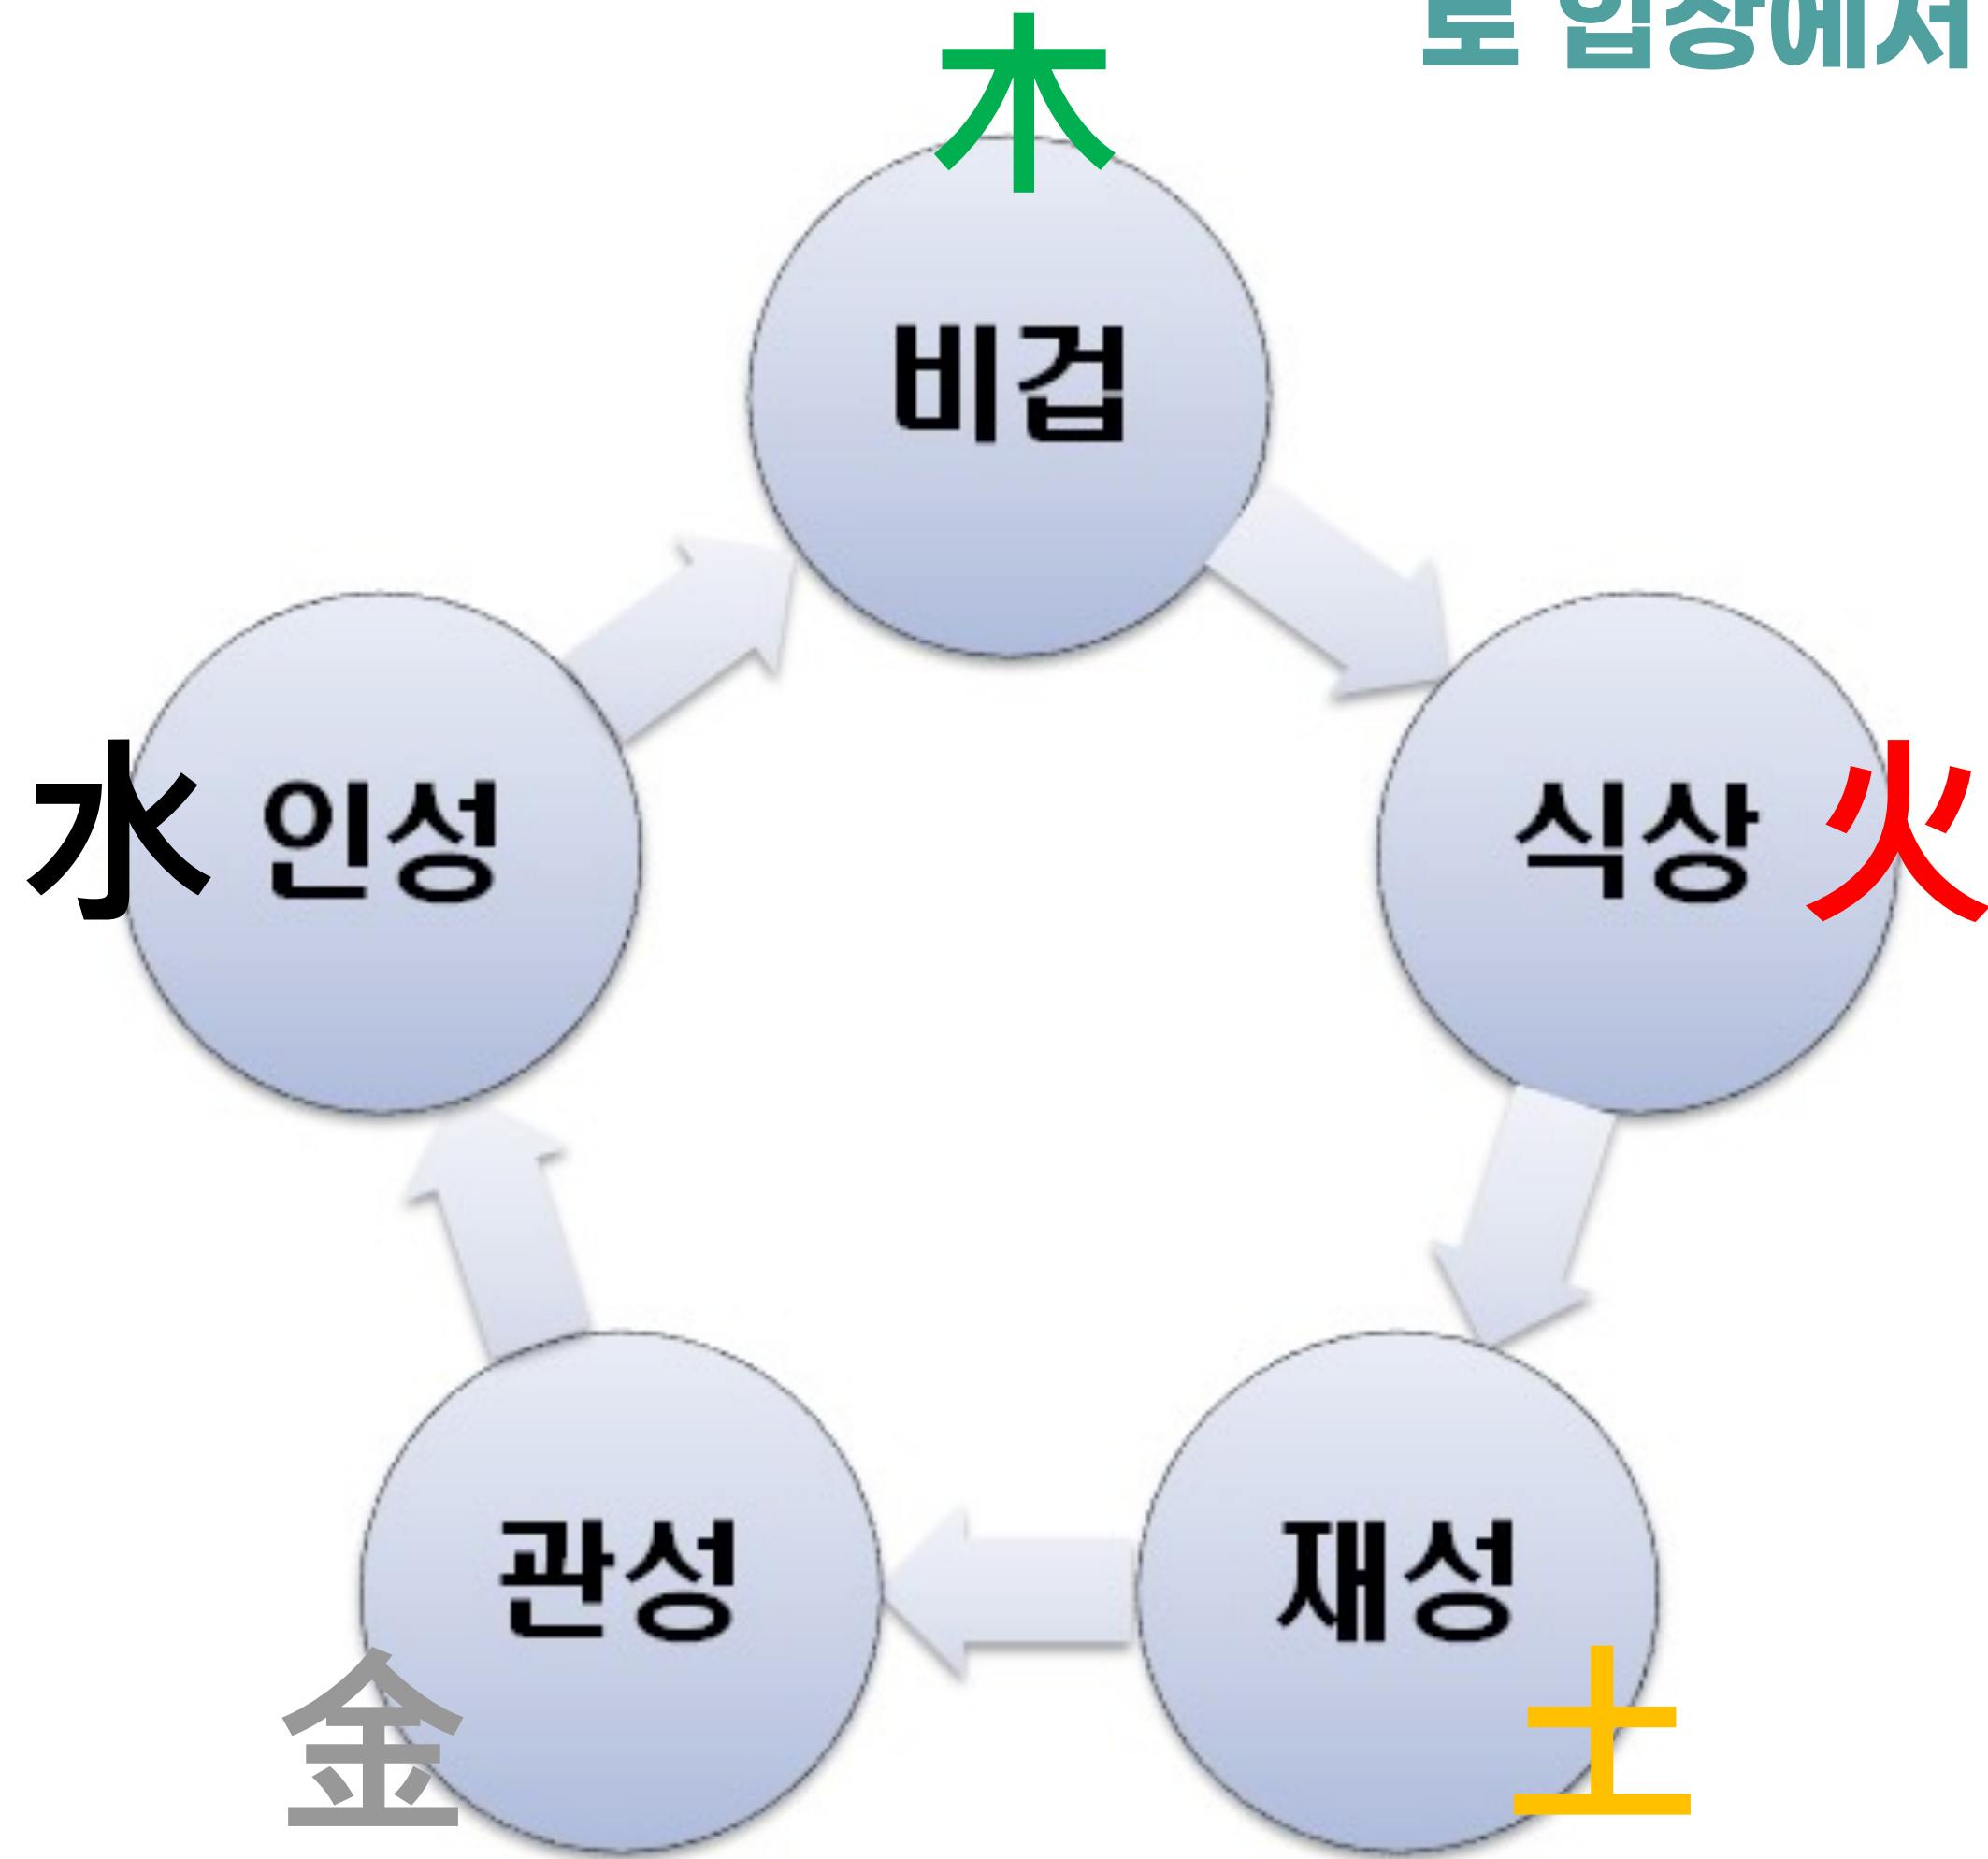 로 입장에서
木
비겁
水 인성
식상 火
관성
재성
金
土